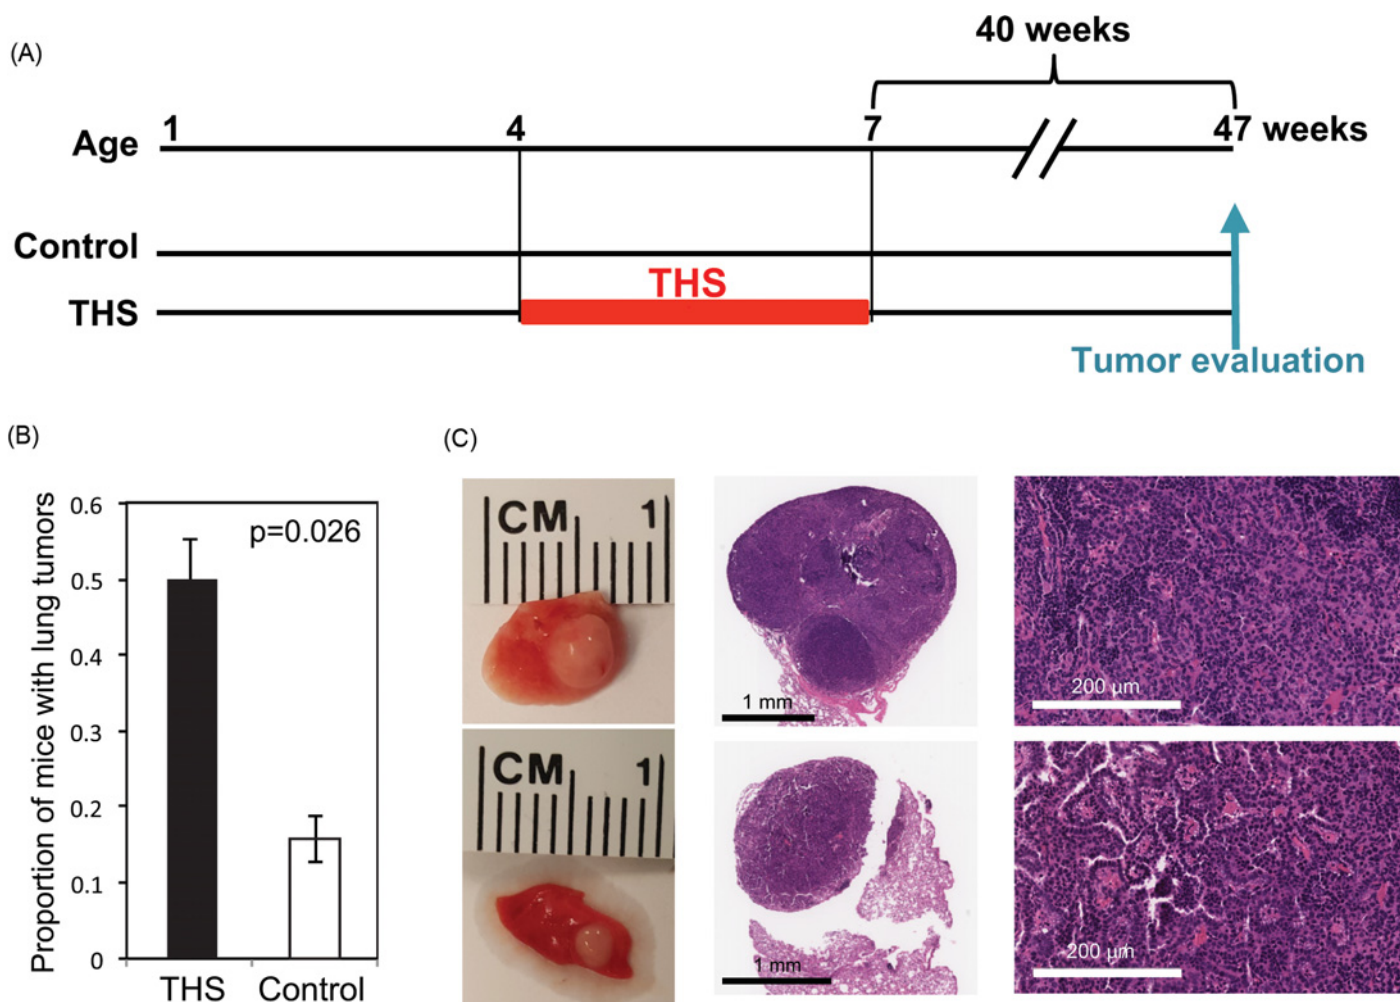 (A)
40 weeks
Age 1 4 7 47 weeks
Control
THS
THS
Tumor evaluation
(B)
Proportion of mice with lung tumors
0.6
0.5
0.4
0.3
0.2
0.1
0
p=0.026
THS Control
(C)
CM 1
1 mm
200 µm
CM 1
1 mm
200 µm